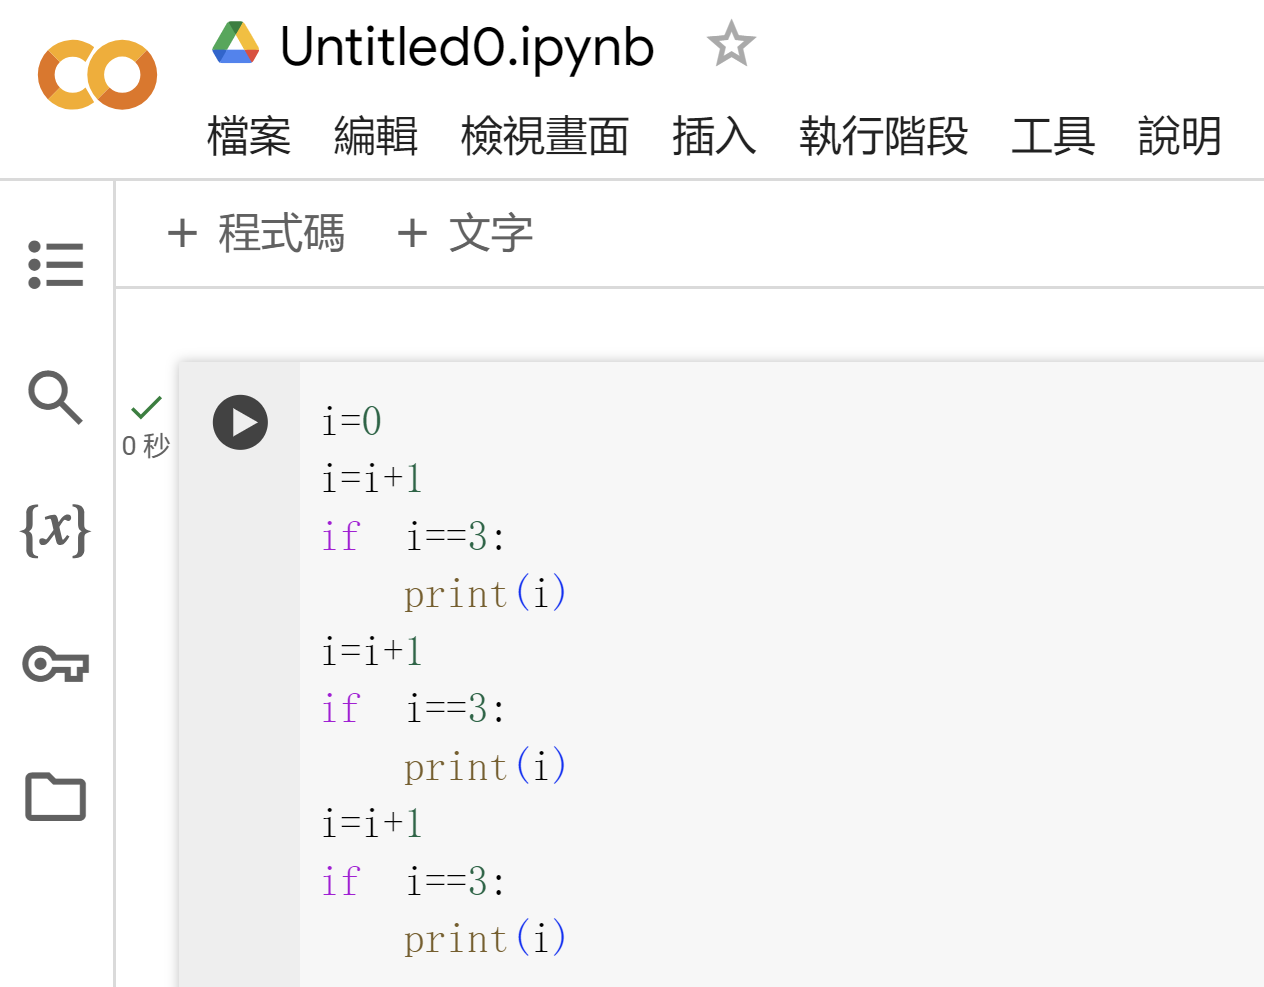 Untitled0.ipynb
檔案 編輯 檢視畫面 插入 執行階段 工具 說明
+ 程式碼 + 文字
i=0
i=i+1
if  i==3:
    print(i)
i=i+1
if  i==3:
    print(i)
i=i+1
if  i==3:
    print(i)
0 秒
{x}